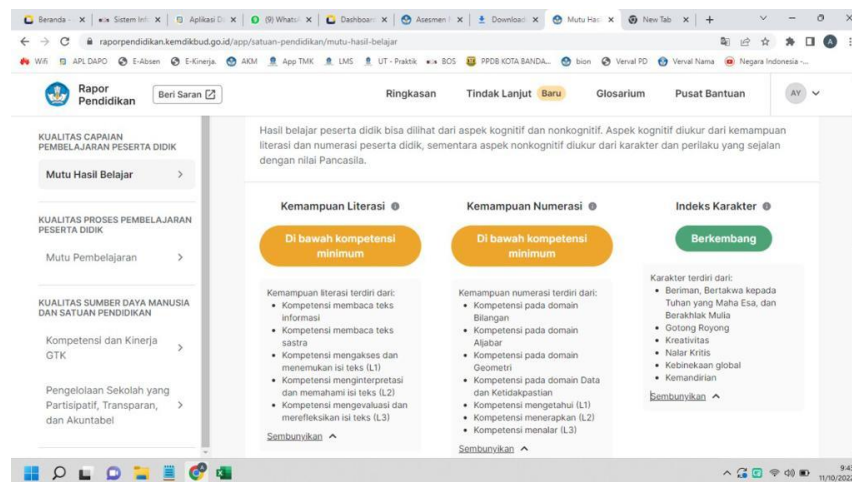 Beranda -
Sistem Inf
Aplikasi D
(9) Whats
Dashboar
Asesmen
Download
Mutu Has
New Tab
raporpendidikan.kemdikbud.go.id/app/satuan-pendidikan/mutu-hasil-belajar
Wifi APL DAPO E-Absen E-Kinerja. AKM App TMK LMS UT - Praktik BOS PPDB KOTA BANDA... bion Verval PD Verval Nama Negara Indonesia -...
Rapor
Pendidikan
Beri Saran
Ringkasan
Tindak Lanjut Baru
Glosarium
Pusat Bantuan
AY
KUALITAS CAPAIAN
PEMBELAJARAN PESERTA DIDIK
Mutu Hasil Belajar
KUALITAS PROSES PEMBELAJARAN
PESERTA DIDIK
Mutu Pembelajaran
KUALITAS SUMBER DAYA MANUSIA
DAN SATUAN PENDIDIKAN
Kompetensi dan Kinerja
GTK
Pengelolaan Sekolah yang
Partisipatif, Transparan,
dan Akuntabel
Hasil belajar peserta didik bisa dilihat dari aspek kognitif dan nonkognitif. Aspek kognitif diukur dari kemampuan
literasi dan numerasi peserta didik, sementara aspek nonkognitif diukur dari karakter dan perilaku yang sejalan
dengan nilai Pancasila.
Kemampuan Literasi
Di bawah kompetensi
minimum
Kemampuan literasi terdiri dari:
• Kompetensi membaca teks
informasi
• Kompetensi membaca teks
sastra
• Kompetensi mengakses dan
menemukan isi teks (L1)
• Kompetensi menginterpretasi
dan memahami isi teks (L2)
• Kompetensi mengevaluasi dan
merefleksikan isi teks (L3)
Sembunyikan
Kemampuan Numerasi
Di bawah kompetensi
minimum
Kemampuan numerasi terdiri dari:
• Kompetensi pada domain
Bilangan
• Kompetensi pada domain
Aljabar
• Kompetensi pada domain
Geometri
• Kompetensi pada domain Data
dan Ketidakpastian
• Kompetensi mengetahui (L1)
• Kompetensi menerapkan (L2)
• Kompetensi menalar (L3)
Sembunyikan
Indeks Karakter
Berkembang
Karakter terdiri dari:
• Beriman, Bertakwa kepada
Tuhan yang Maha Esa, dan
Berakhlak Mulia
• Gotong Royong
• Kreativitas
• Nalar Kritis
• Kebinekaan global
• Kemandirian
Sembunyikan
11/10/2022